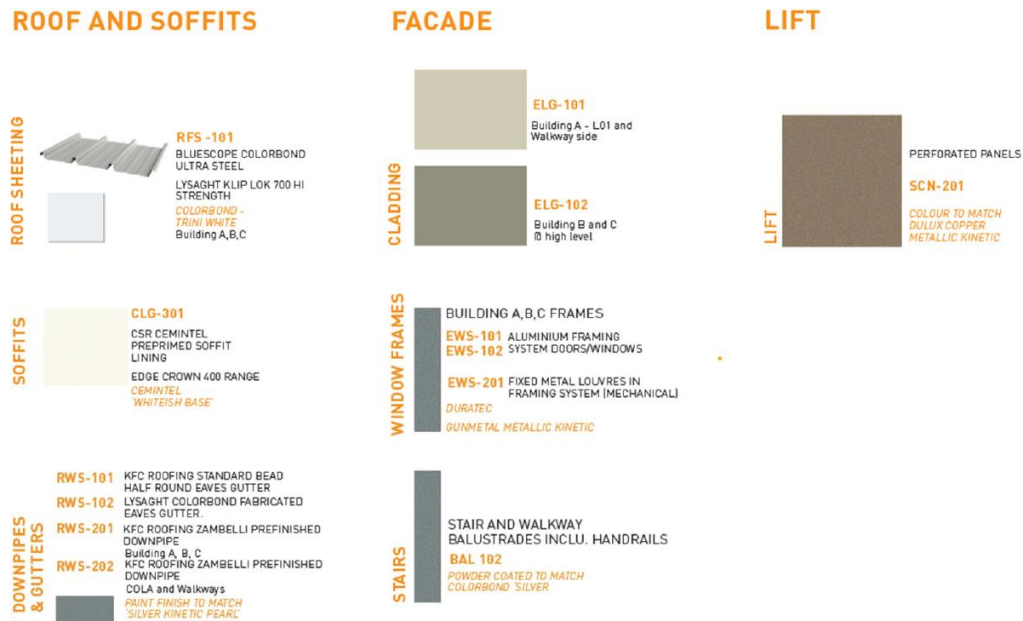 ROOF AND SOFFITS
ROOF SHEETING
RFS -101
BLUESCOPE COLORBOND
ULTRA STEEL
LYSAGHT KLIP LOK 700 HI
STRENGTH
COLORBOND -
TRINI WHITE
Building A,B,C
SOFFITS
CLG-301
CSR CEMINTEL
PREPRIMED SOFFIT
LINING
EDGE CROWN 400 RANGE
CEMINTEL
'WHITEISH BASE'
DOWNPIPES
& GUTTERS
RWS-101 KFC ROOFING STANDARD BEAD
HALF ROUND EAVES GUTTER
RWS-102 LYSAGHT COLORBOND FABRICATED
EAVES GUTTER.
RWS-201 KFC ROOFING ZAMBELLI PREFINISHED
DOWNPIPE
Building A, B, C
RWS-202 KFC ROOFING ZAMBELLI PREFINISHED
DOWNPIPE
COLA and Walkways
PAINT FINISH TO MATCH
'SILVER KINETIC PEARL'
FACADE
CLADDING
ELG-101
Building A - L01 and
Walkway side
ELG-102
Building B and C
@ high level
WINDOW FRAMES
BUILDING A,B,C FRAMES
EWS-101 ALUMINIUM FRAMING
EWS-102 SYSTEM DOORS/WINDOWS
EWS-201 FIXED METAL LOUVRES IN
FRAMING SYSTEM (MECHANICAL)
DURATEC
GUNMETAL METALLIC KINETIC
STAIRS
STAIR AND WALKWAY
BALUSTRADES INCLU. HANDRAILS
BAL 102
POWDER COATED TO MATCH
COLORBOND 'SILVER
LIFT
LIFT
PERFORATED PANELS
SCN-201
COLOUR TO MATCH
DULUX COPPER
METALLIC KINETIC